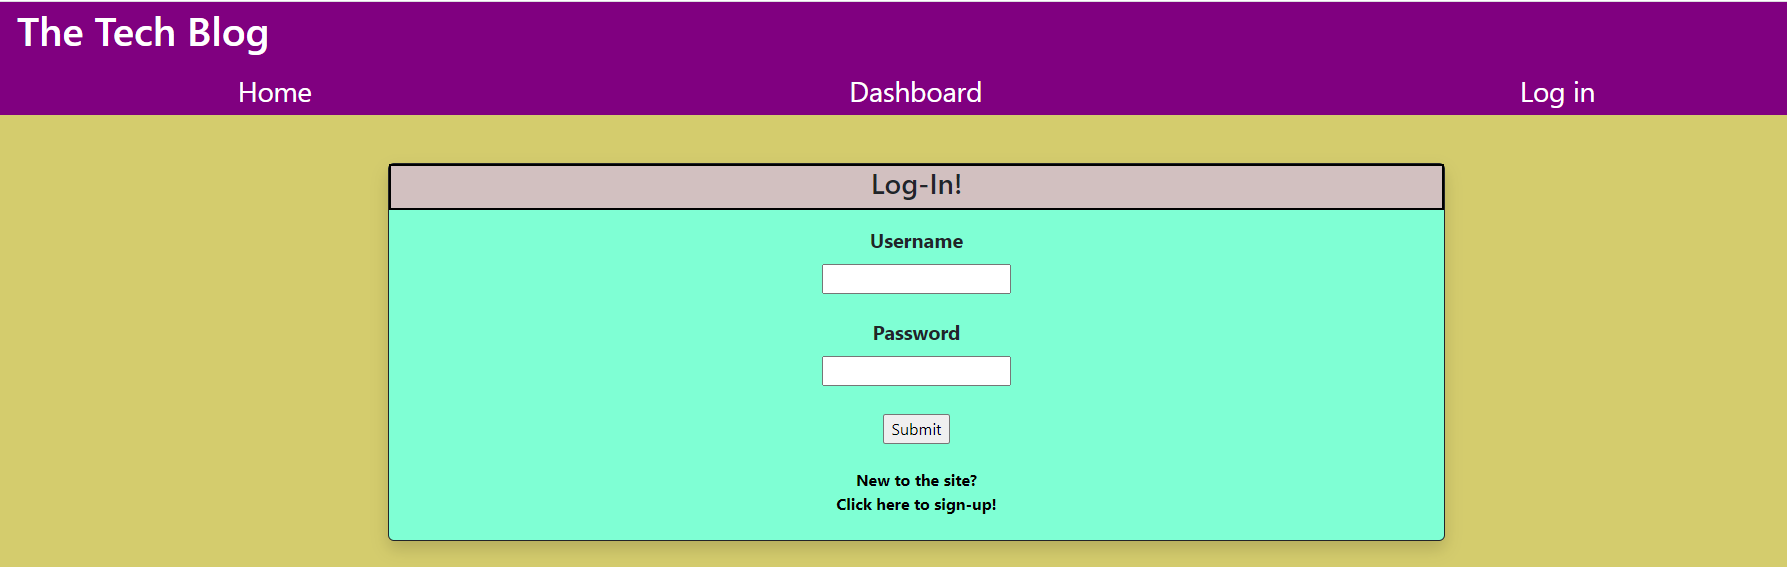 The Tech Blog
Home Dashboard Log in
Log-In!
Username
Password
Submit
New to the site?
Click here to sign-up!